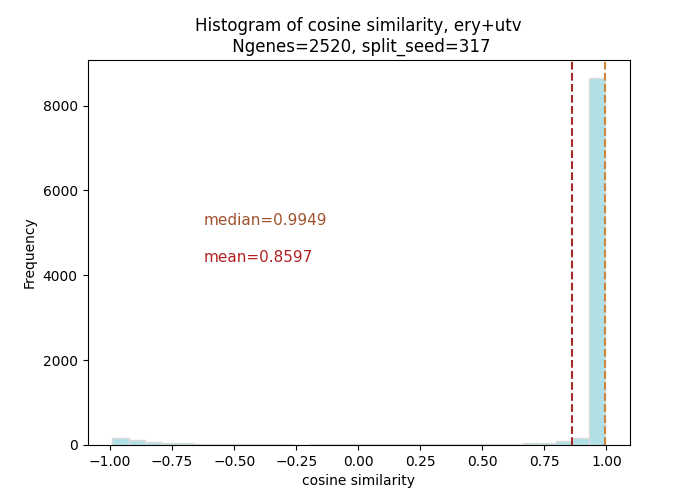 Histogram of cosine similarity, ery+utv
Ngenes=2520, split_seed=317
Frequency
8000
6000
4000
2000
0
median=0.9949
mean=0.8597
−1.00
−0.75
−0.50
−0.25
0.00
0.25
0.50
0.75
1.00
cosine similarity